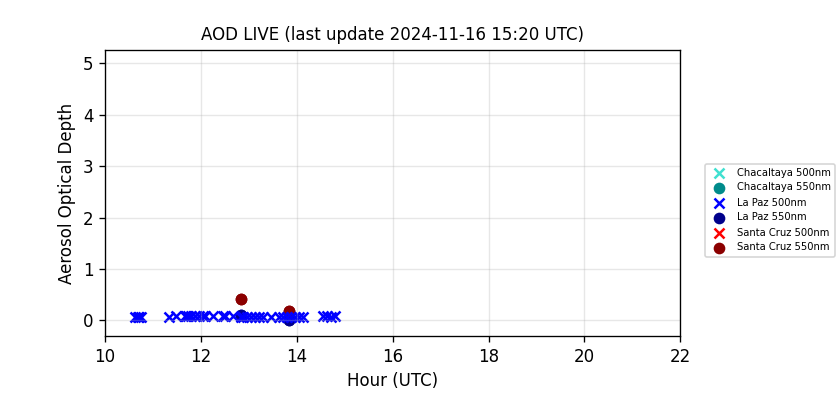 AOD LIVE (last update 2024-11-16 15:20 UTC)
Aerosol Optical Depth
5
4
3
2
1
0
10 12 14 16 18 20 22
Hour (UTC)
Chacaltaya 500nm
Chacaltaya 550nm
La Paz 500nm
La Paz 550nm
Santa Cruz 500nm
Santa Cruz 550nm